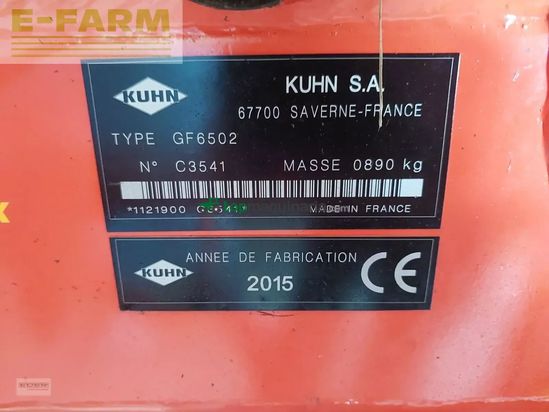 E-FARM
KUHN
KUHN S.A.
67700 SAVERNE-FRANCE
TYPE GF6502
N° C3541 MASSE 0890 kg
*1121900
MADE IN FRANCE
KUHN
ANNEE DE FABRICATION
2015 CE